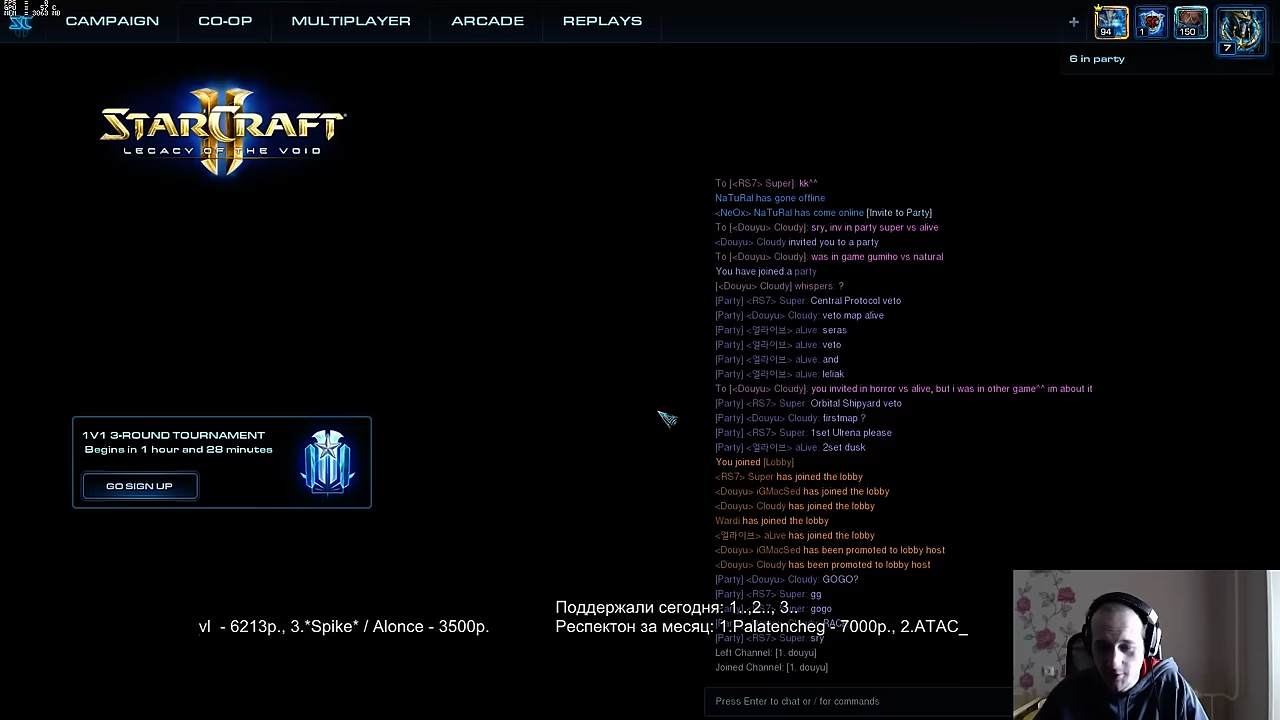 CAMPAIGN
CO-OP
MULTIPLAYER
ARCADE
REPLAYS
94
1
150
7
6 in party
STARCRAFT
II
LEGACY OF THE VOID
To [<RS7> Super]: kk^^
NaTuRal has gone offline
<NeOx> NaTuRal has come online [Invite to Party]
To [<Douyu> Cloudy]: sry, inv in party super vs alive
<Douyu> Cloudy invited you to a party
To [<Douyu> Cloudy]: was in game gumiho vs natural
You have joined a party
[<Douyu> Cloudy] whispers: ?
[Party] <RS7> Super: Central Protocol veto
[Party] <Douyu> Cloudy: veto map alive
[Party] <얼라이브> aLive: seras
[Party] <얼라이브> aLive: veto
[Party] <얼라이브> aLive: and
[Party] <얼라이브> aLive: leliak
To [<Douyu> Cloudy]: you invited in horror vs alive, but i was in other game^^ im about it
[Party] <RS7> Super: Orbital Shipyard veto
[Party] <Douyu> Cloudy: firstmap ?
[Party] <RS7> Super: 1set Ulrena please
[Party] <얼라이브> aLive: 2set dusk
You joined [Lobby]
<RS7> Super has joined the lobby
<Douyu> iGMacSed has joined the lobby
<Douyu> Cloudy has joined the lobby
Wardi has joined the lobby
<얼라이브> aLive has joined the lobby
<Douyu> iGMacSed has been promoted to lobby host
<Douyu> Cloudy has been promoted to lobby host
[Party] <Douyu> Cloudy: GOGO?
[Party] <RS7> Super: gg
gogo
[Party] <RS7> Super: sry
Left Channel: [1. douyu]
Joined Channel: [1. douyu]
Press Enter to chat or / for commands
1V1 3-ROUND TOURNAMENT
Begins in 1 hour and 28 minutes
GO SIGN UP
Поддержали сегодня: 1..,2.., 3..
vl - 6213р., 3.*Spike* / Alonce - 3500р.
Респектон за месяц: 1.Palatencheg - 7000р., 2.ATAC_